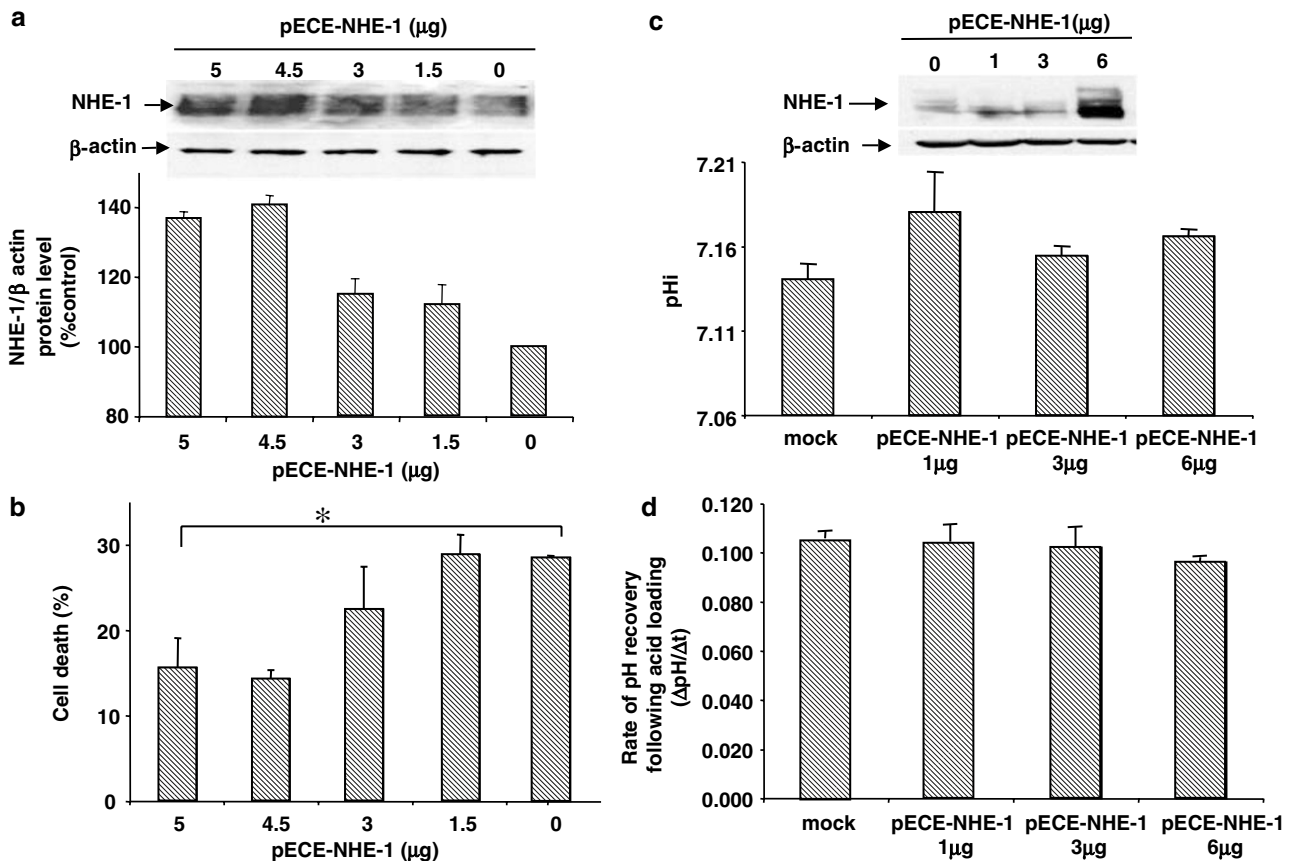 a
pECE-NHE-1 (μg)
5 4.5 3 1.5 0
NHE-1
β-actin
NHE-1/β actin
protein level
(%control)
140
120
100
80
5 4.5 3 1.5 0
pECE-NHE-1 (μg)
b
*
Cell death (%)
30
20
10
0
5 4.5 3 1.5 0
pECE-NHE-1 (μg)
c
pECE-NHE-1(μg)
0 1 3 6
NHE-1
β-actin
pHi
7.21
7.16
7.11
7.06
mock pECE-NHE-1 pECE-NHE-1 pECE-NHE-1
1μg 3μg 6μg
d
Rate of pH recovery
following acid loading
(ΔpH/Δt)
0.120
0.100
0.080
0.060
0.040
0.020
0.000
mock pECE-NHE-1 pECE-NHE-1 pECE-NHE-1
1μg 3μg 6μg